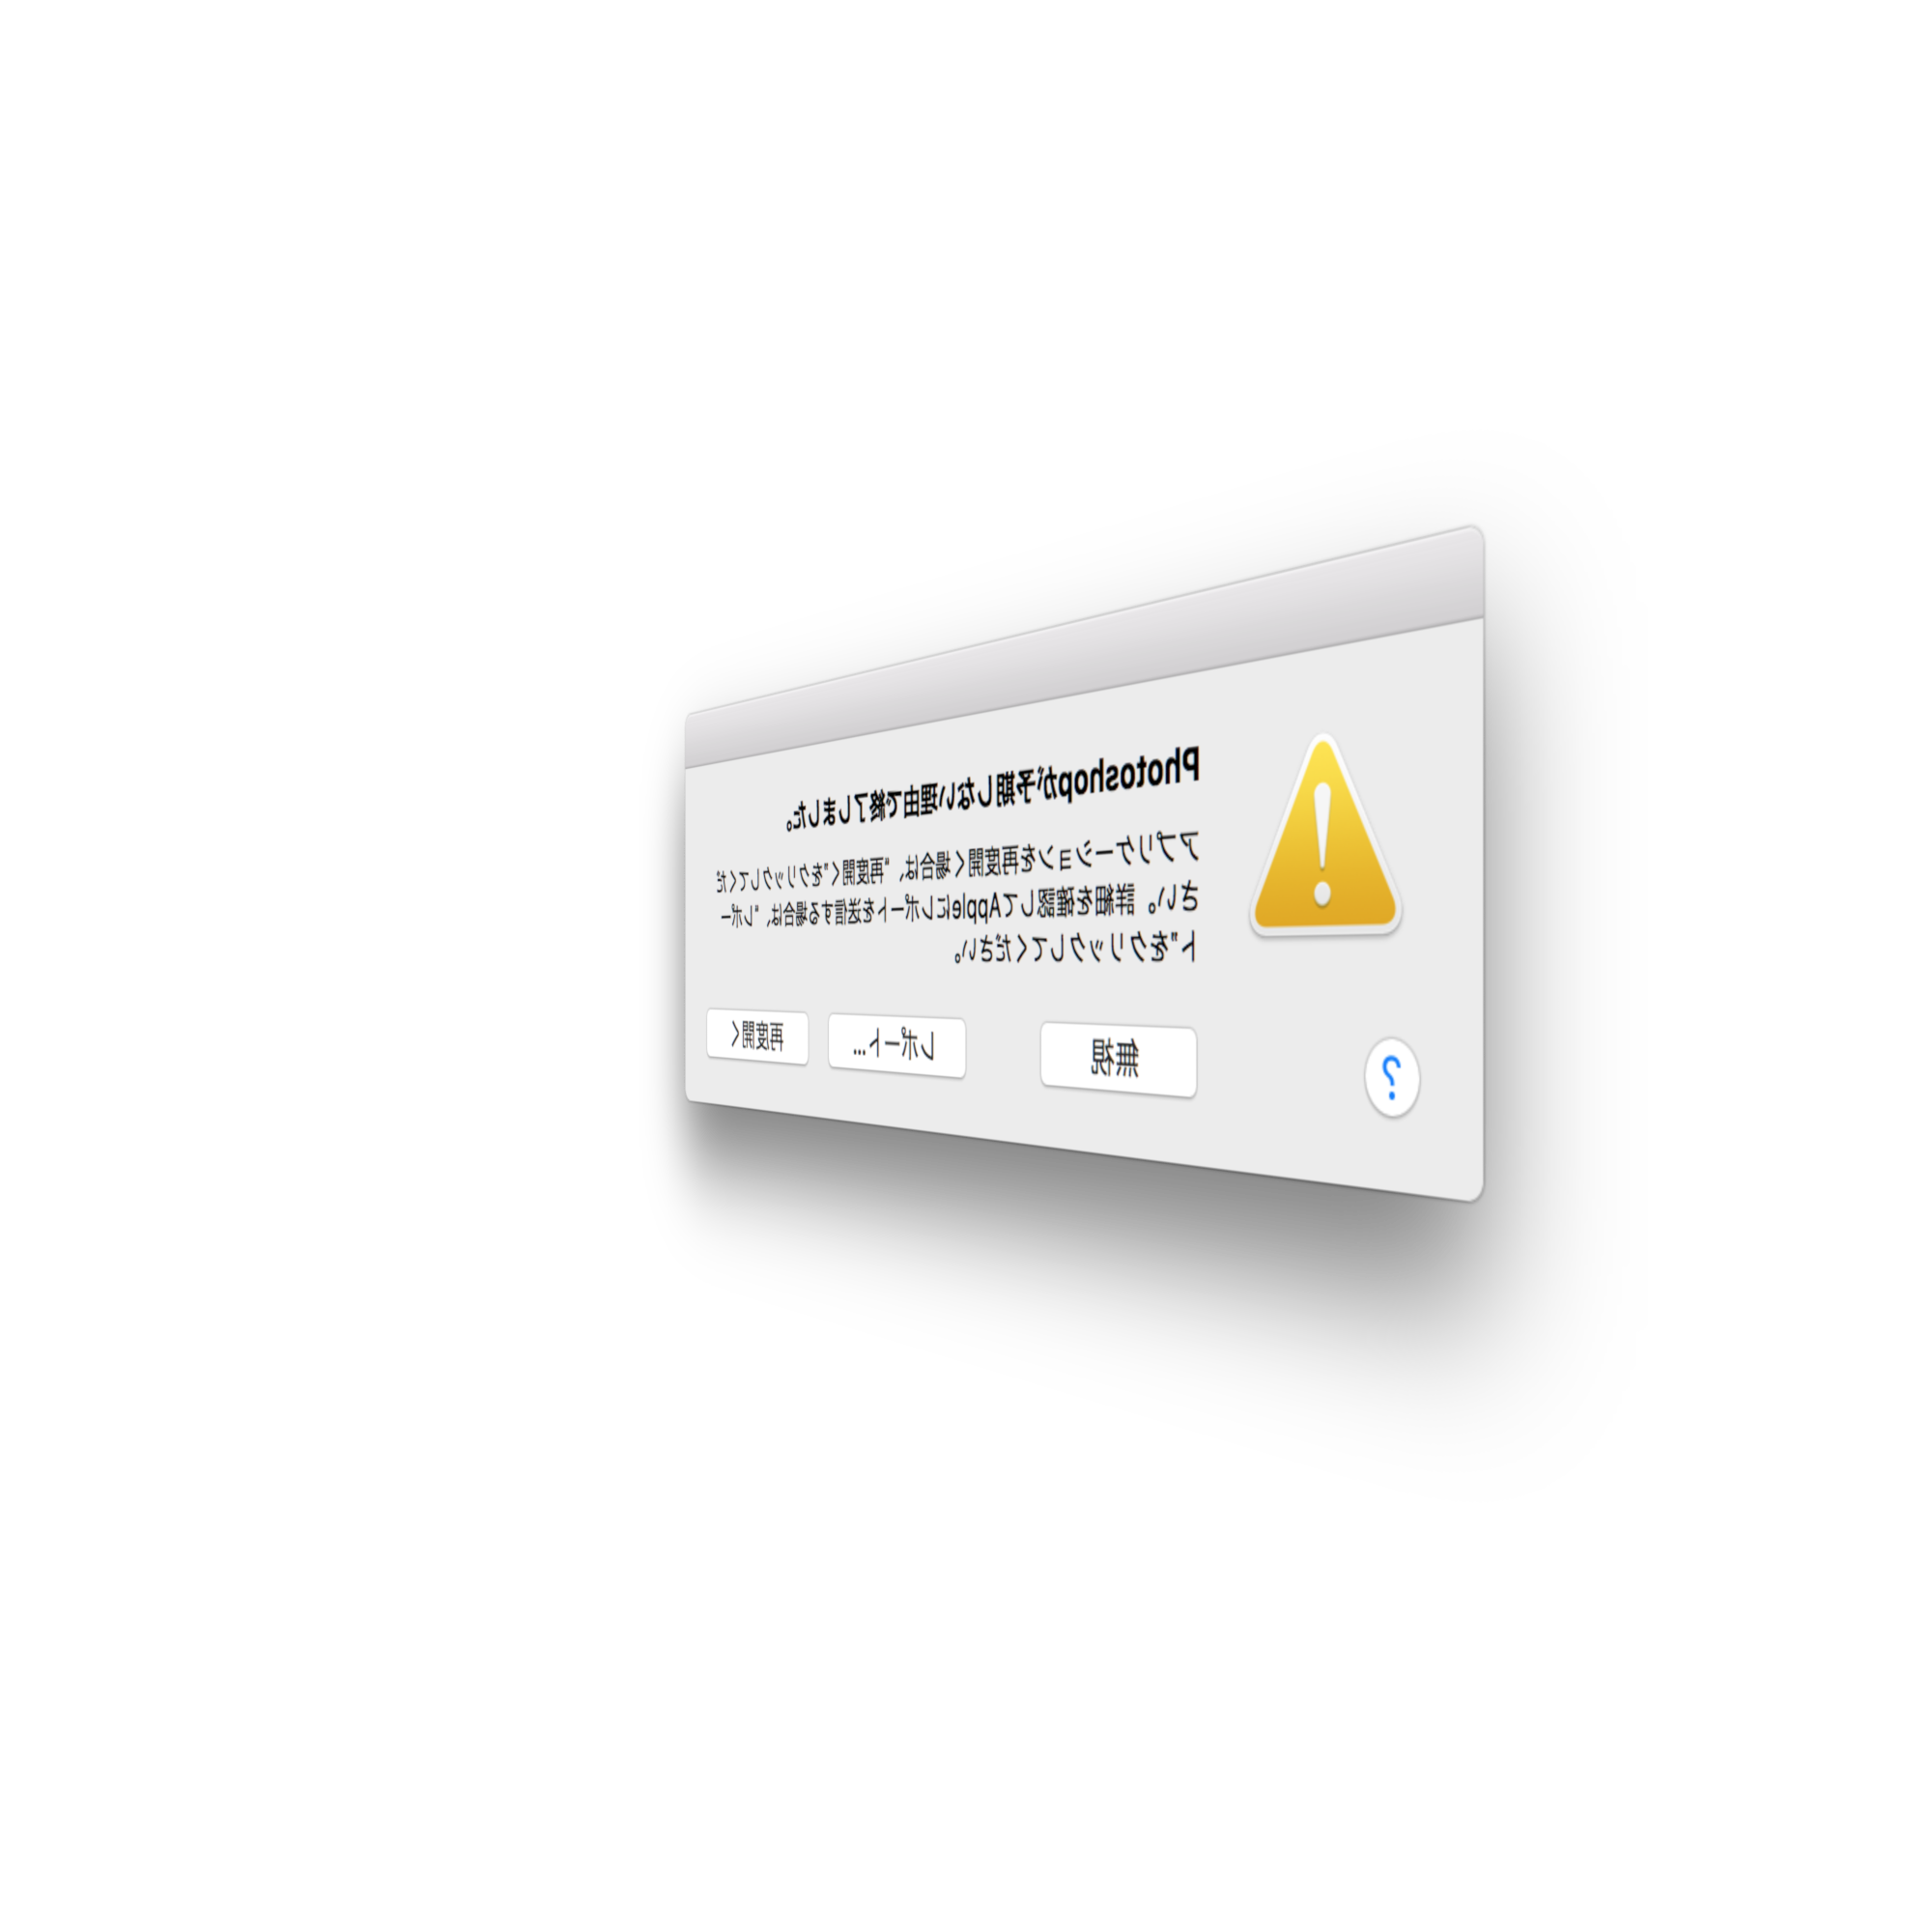 Photoshopが予期しない理由で終了しました。
アプリケーションを再度開く場合は、"再度開く"をクリックしてくだ
さい。詳細を確認してAppleにレポートを送信する場合は、"レポー
ト"をクリックしてください。
? 無視 レポート... 再度開く